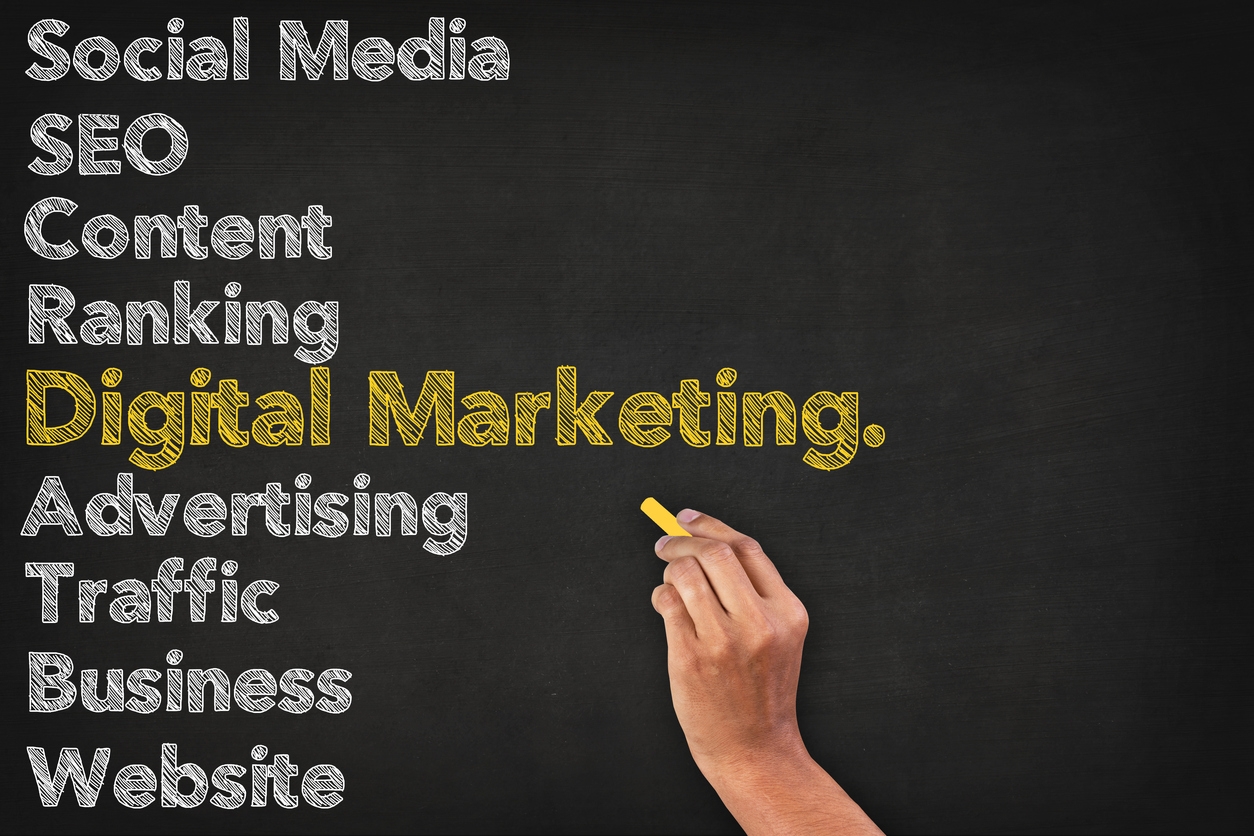 Social Media
SEO
Content
Ranking
Digital Marketing.
Advertising
Traffic
Business
Website